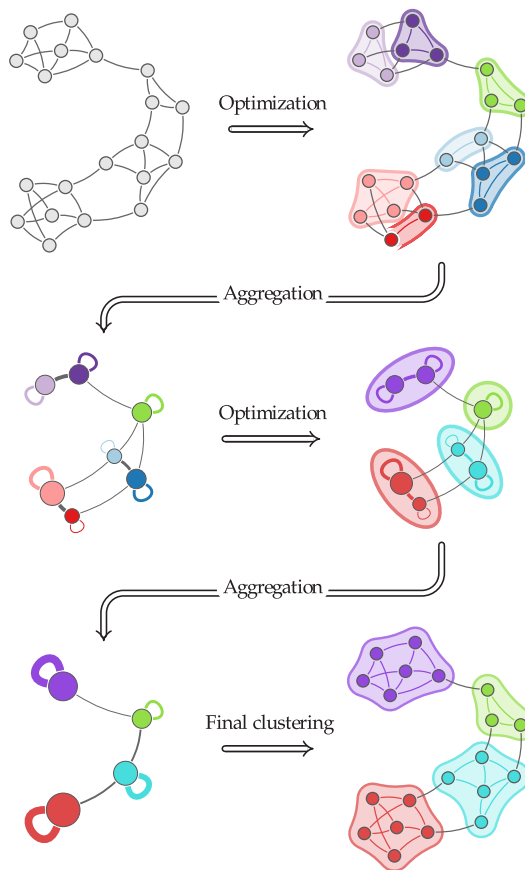 Optimization
Aggregation
Optimization
Aggregation
Final clustering